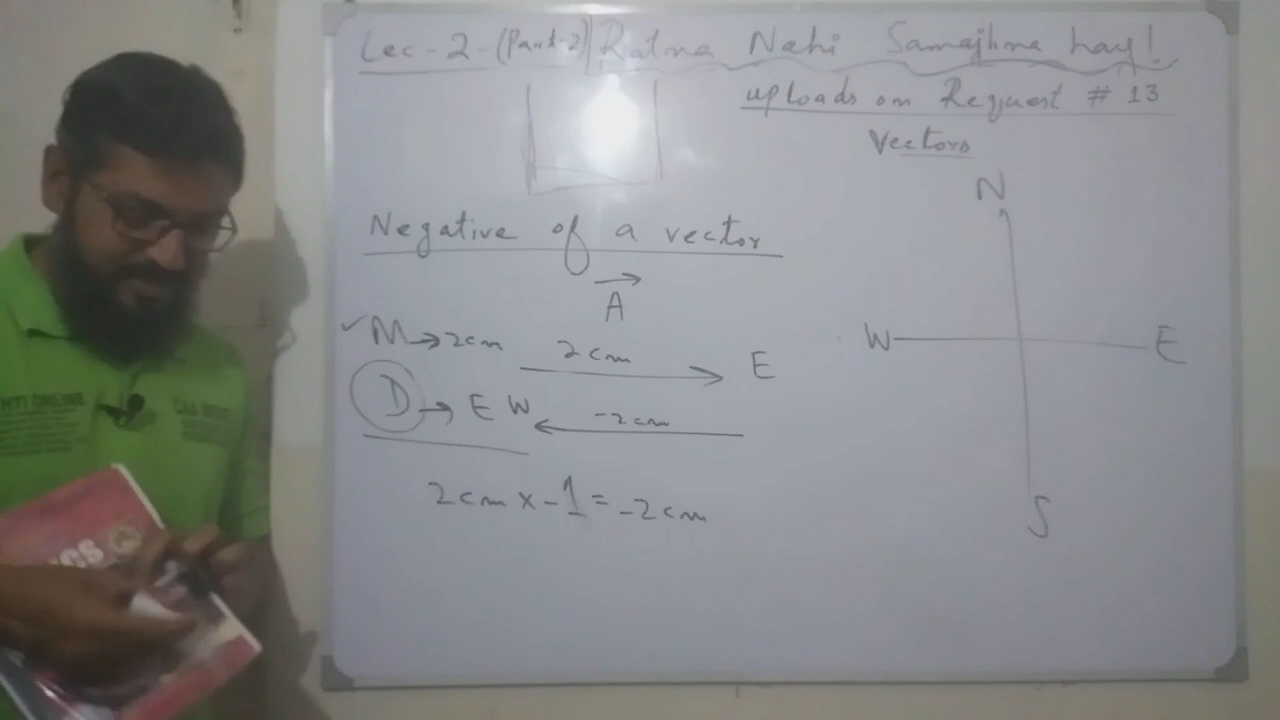 Lec - 2 - (Part-2) Ratna Nahi Samajhna hay!
uploads on Request # 13
Vectors
Negative of a vector
A
M → 2cm
2cm
E
D → E W
-2cm
2cm x -1 = -2cm
N
W
E
S